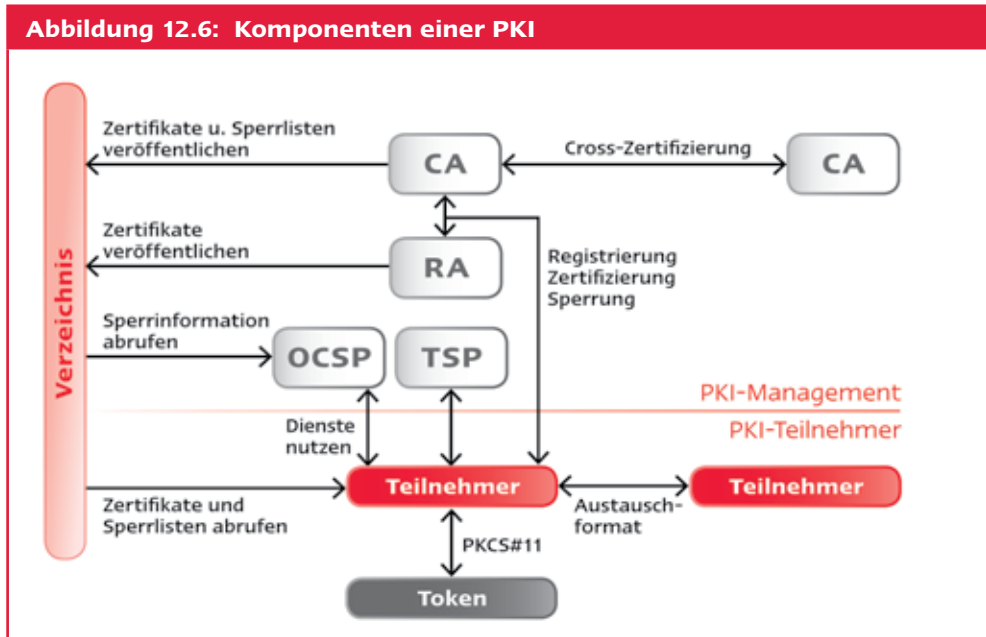 Abbildung 12.6: Komponenten einer PKI
Verzeichnis
Zertifikate u. Sperrlisten
veröffentlichen
CA
Cross-Zertifizierung
CA
Zertifikate
veröffentlichen
RA
Registrierung
Zertifizierung
Sperrung
Sperrinformation
abrufen
OCSP
TSP
PKI-Management
PKI-Teilnehmer
Dienste
nutzen
Teilnehmer
Teilnehmer
Zertifikate und
Sperrlisten abrufen
Austausch-
format
PKCS#11
Token